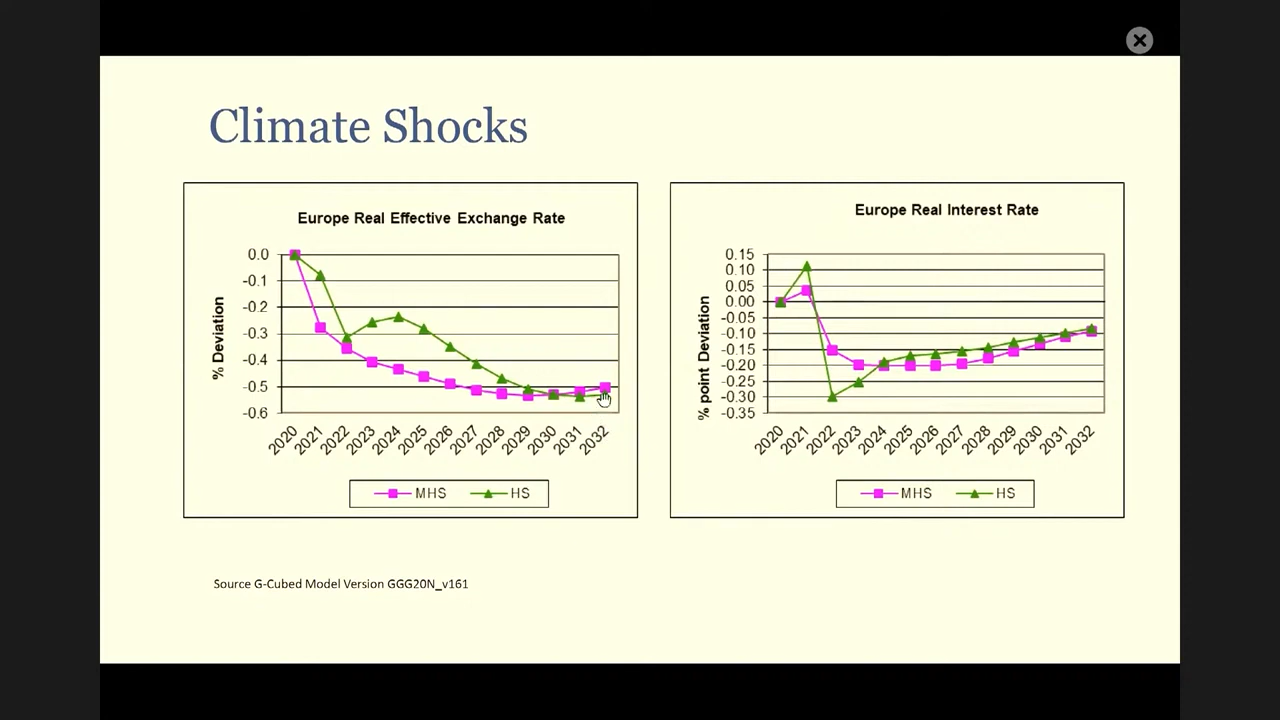 Climate Shocks
Europe Real Effective Exchange Rate
% Deviation
0.0
-0.1
-0.2
-0.3
-0.4
-0.5
-0.6
2020 2021 2022 2023 2024 2025 2026 2027 2028 2029 2030 2031 2032
MHS HS
Europe Real Interest Rate
% point Deviation
0.15
0.10
0.05
0.00
-0.05
-0.10
-0.15
-0.20
-0.25
-0.30
-0.35
2020 2021 2022 2023 2024 2025 2026 2027 2028 2029 2030 2031 2032
MHS HS
Source G-Cubed Model Version GGG20N_v161